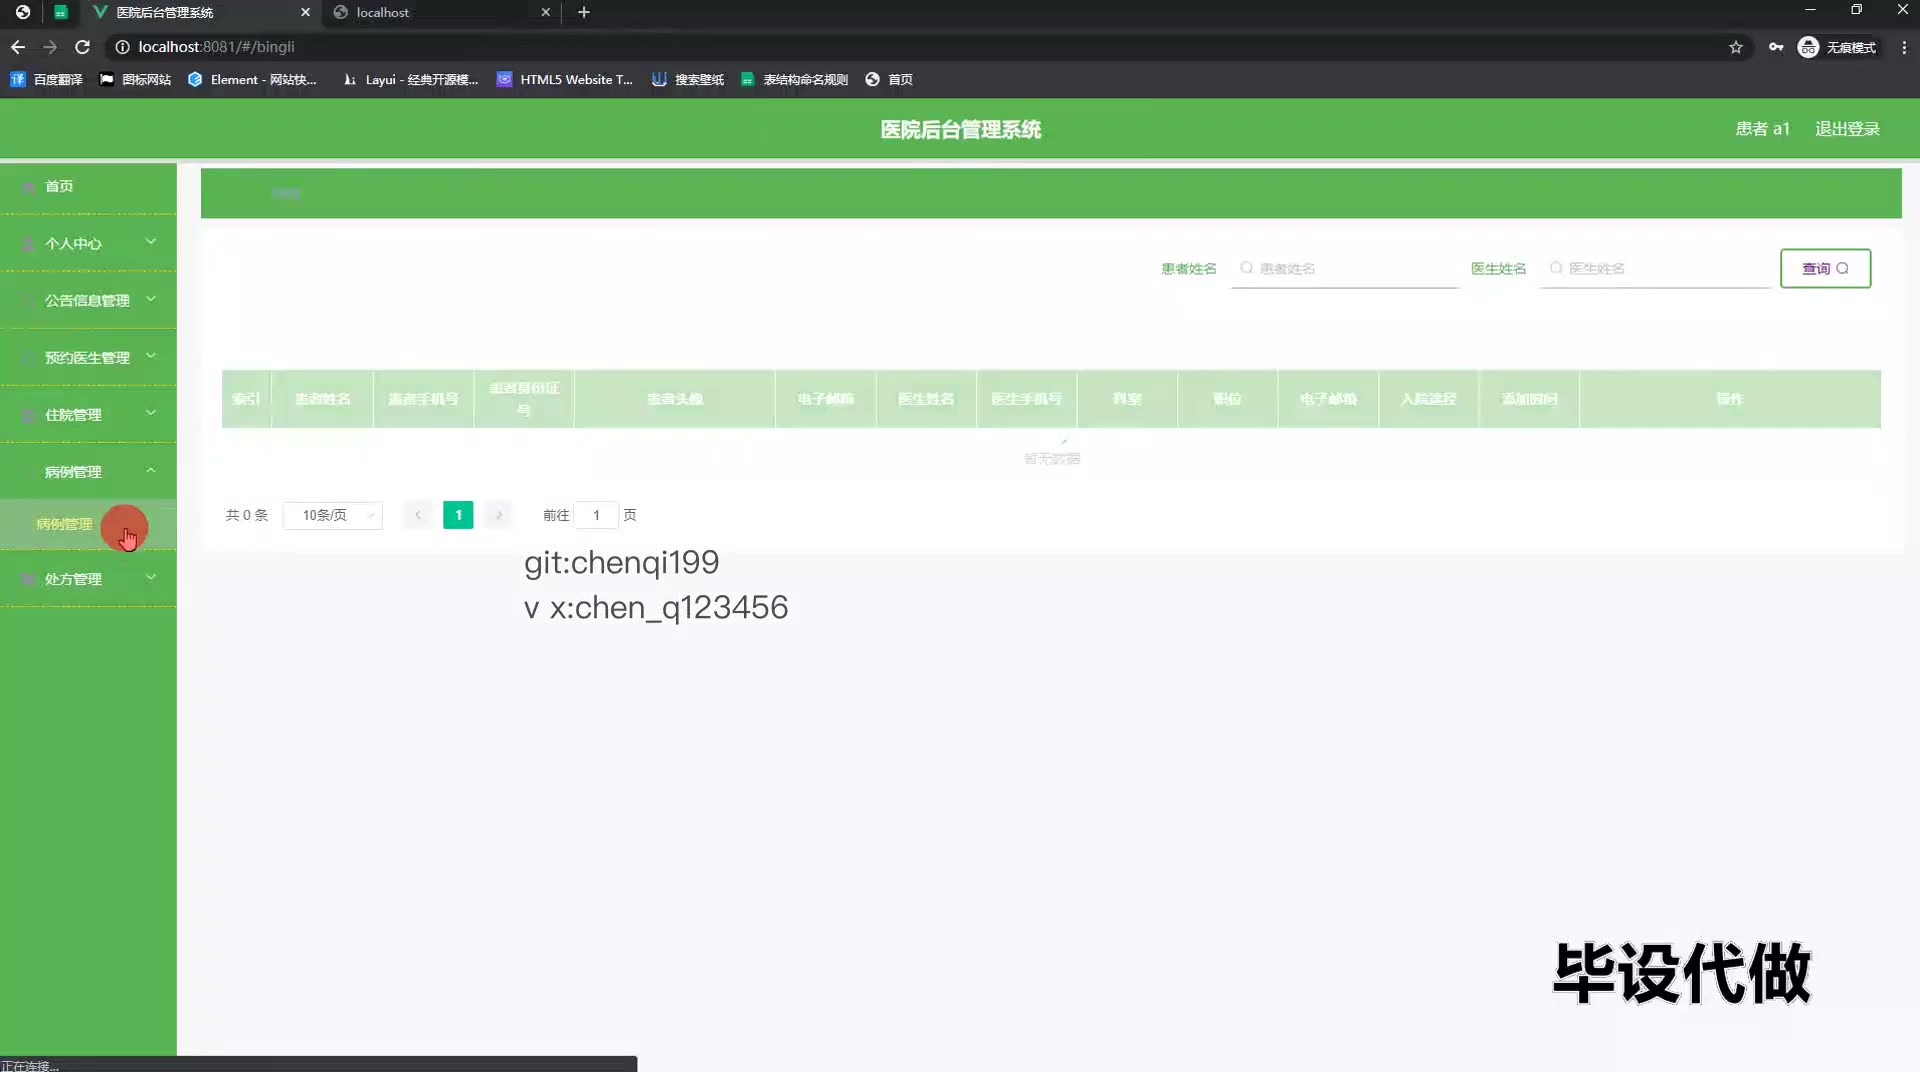 医院后台管理系统
localhost
localhost:8081/#/bingli
无痕模式
百度翻译
图标网站
Element - 网站快...
Layui - 经典开源模...
HTML5 Website T...
搜索壁纸
表结构命名规则
首页
医院后台管理系统
患者 a1
退出登录
首页
个人中心
公告信息管理
预约医生管理
住院管理
病例管理
病例管理
处方管理
患者姓名
患者姓名
医生姓名
医生姓名
查询
索引
患者姓名
患者手机号
患者身份证
号
患者头像
电子邮箱
医生姓名
医生手机号
科室
职位
电子邮箱
入院途径
添加时间
操作
暂无数据
共 0 条
10条/页
1
前往
1
页
git:chenqi199
v x:chen_q123456
毕设代做
正在连接...